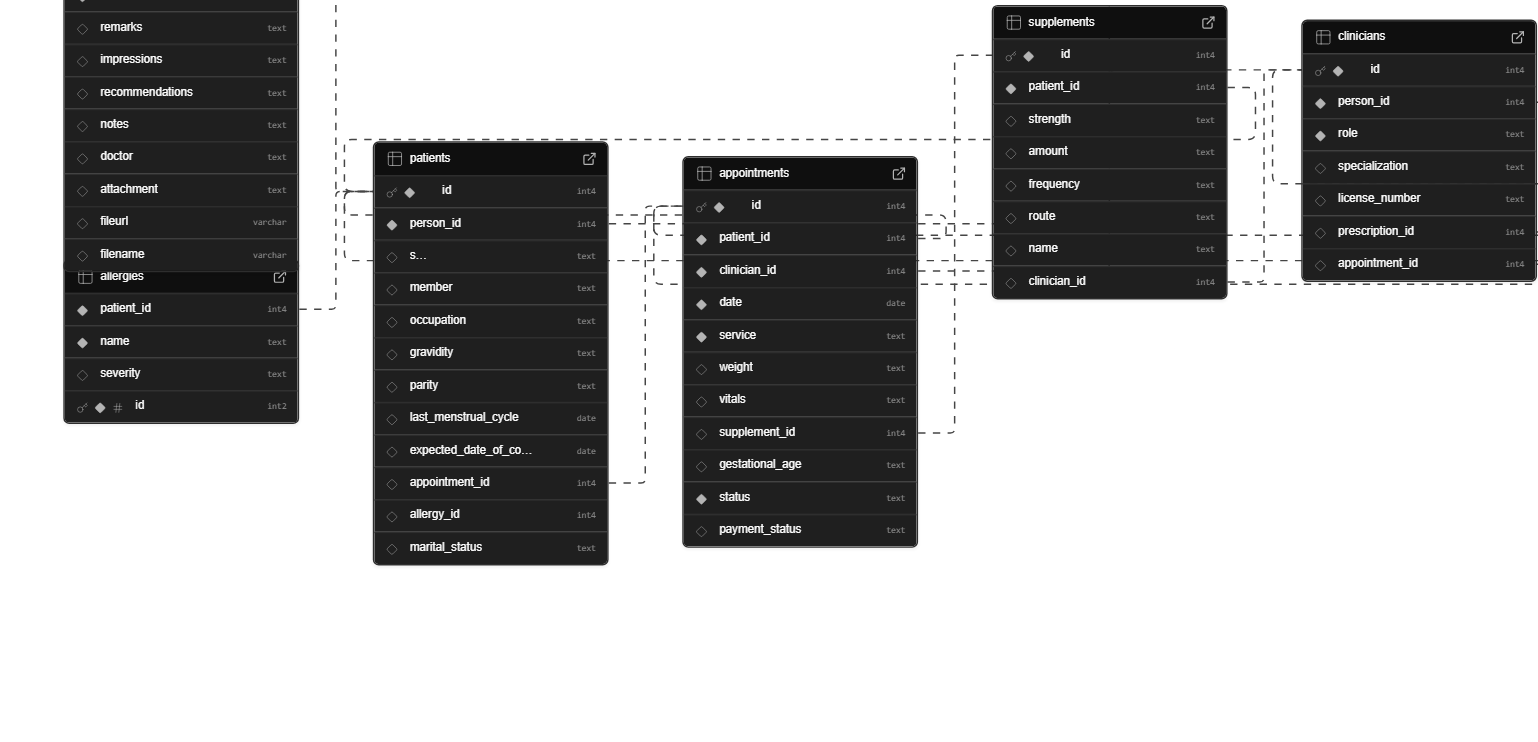 remarks text
impressions text
recommendations text
notes text
doctor text
attachment text
fileurl varchar
filename varchar
allergies
patient_id int4
name text
severity text
id int2
patients
id int4
person_id int4
s... text
member text
occupation text
gravidity text
parity text
last_menstrual_cycle date
expected_date_of_co... date
appointment_id int4
allergy_id int4
marital_status text
appointments
id int4
patient_id int4
clinician_id int4
date date
service text
weight text
vitals text
supplement_id int4
gestational_age text
status text
payment_status text
supplements
id int4
patient_id int4
strength text
amount text
frequency text
route text
name text
clinician_id int4
clinicians
id int4
person_id int4
role text
specialization text
license_number text
prescription_id int4
appointment_id int4